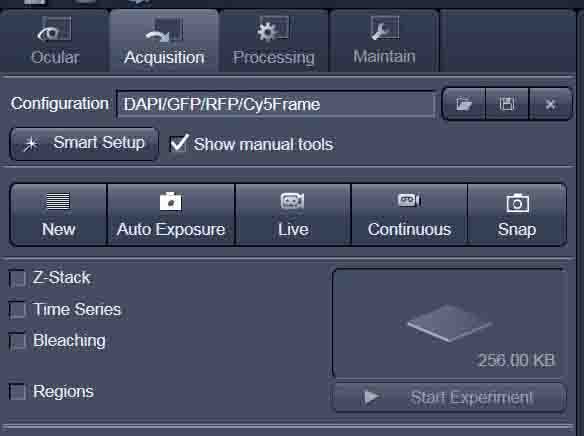 Ocular Acquisition Processing Maintain
Configuration DAPI/GFP/RFP/Cy5Frame
Smart Setup Show manual tools
New Auto Exposure Live Continuous Snap
Z-Stack
Time Series
Bleaching
256.00 KB
Regions Start Experiment